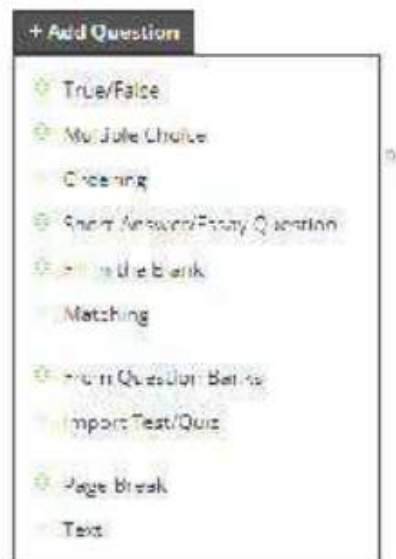 + Add Question
True/False
Multiple Choice
Ordering
Short Answer/Essay Question
Fill in the Blank
Matching
From Question Banks
Import Test/Quiz
Page Break
Text